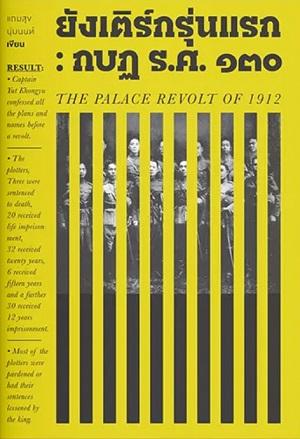 แถมสุข
นุ่มนนท์
เขียน
ยังเติร์กรุ่นแรก
: กบฏ ร.ศ. ๑๓๐
THE PALACE REVOLT OF 1912
RESULT:
• Captain
Yut Khongyu
confessed all
the plans and
names before
a revolt.
• The
plotters,
Three were
sentenced
to death,
20 received
life imprison
ment,
32 received
twenty years,
6 received
fifteen years
and a further
30 received
12 years
imprisonment.
• Most of the
plotters were
pardoned or
had their
sentences
lessened by
the king.